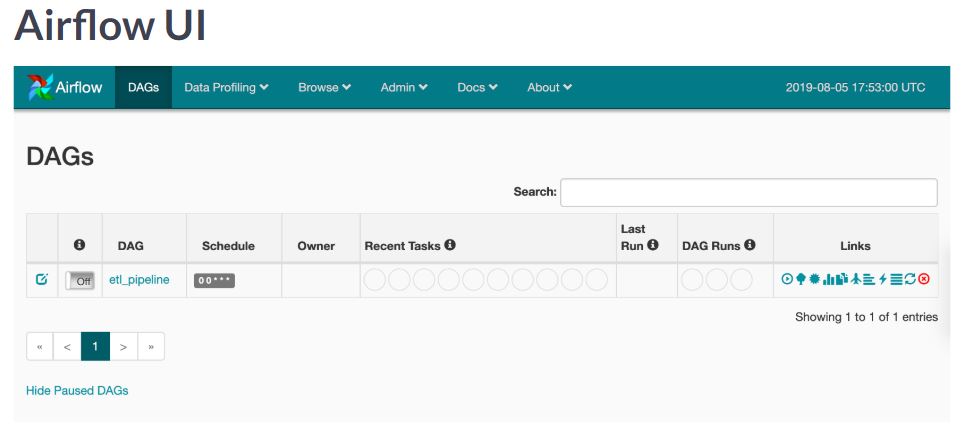 Airflow UI
Airflow DAGs Data Profiling Browse Admin Docs About 2019-08-05 17:53:00 UTC
DAGs
Search:
DAG Schedule Owner Recent Tasks Last Run DAG Runs Links
Off etl_pipeline 0 0 * * *
Showing 1 to 1 of 1 entries
« < 1 > »
Hide Paused DAGs